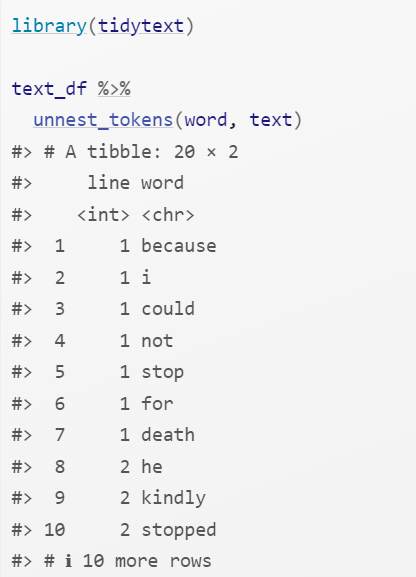 library(tidytext)
text_df %>%
unnest_tokens(word, text)
#> # A tibble: 20 × 2
#>     line word
#>    <int> <chr>
#>  1     1 because
#>  2     1 i
#>  3     1 could
#>  4     1 not
#>  5     1 stop
#>  6     1 for
#>  7     1 death
#>  8     2 he
#>  9     2 kindly
#> 10     2 stopped
#> # ℹ 10 more rows